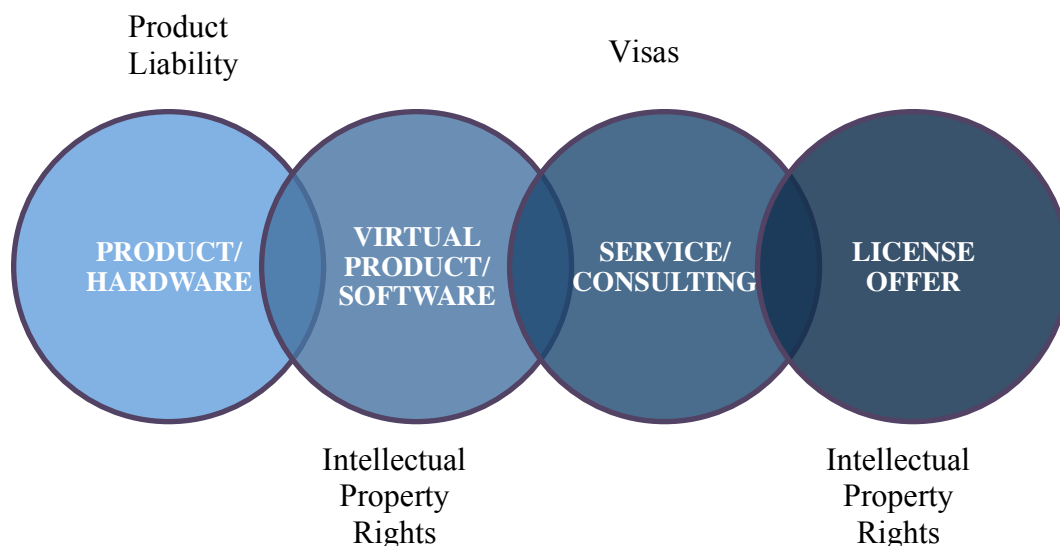 Product
Liability
Visas
PRODUCT/
HARDWARE
VIRTUAL
PRODUCT/
SOFTWARE
SERVICE/
CONSULTING
LICENSE
OFFER
Intellectual
Property
Rights
Intellectual
Property
Rights